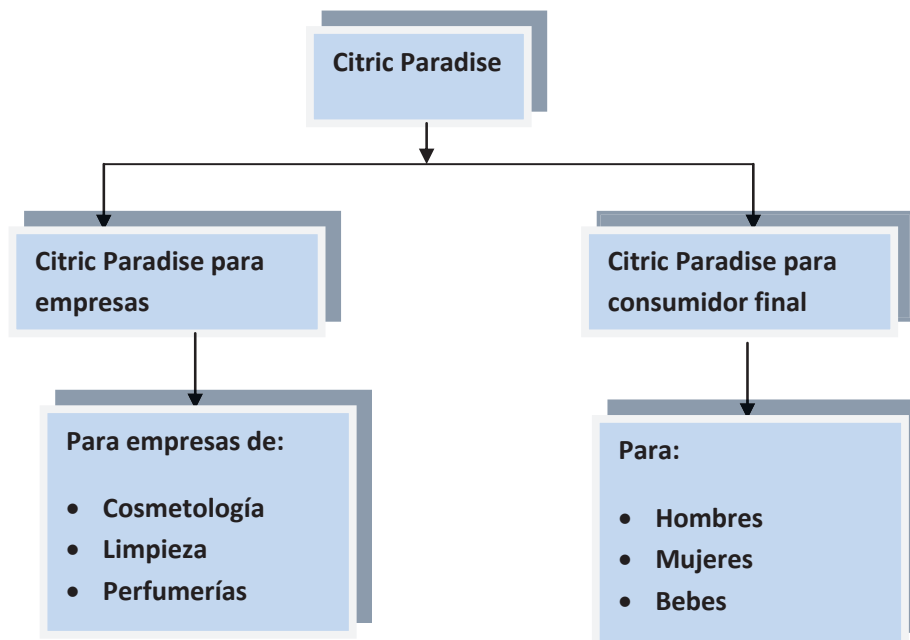 Citric Paradise
Citric Paradise para
empresas
Citric Paradise para
consumidor final
Para empresas de:
• Cosmetología
• Limpieza
• Perfumerías
Para:
• Hombres
• Mujeres
• Bebes